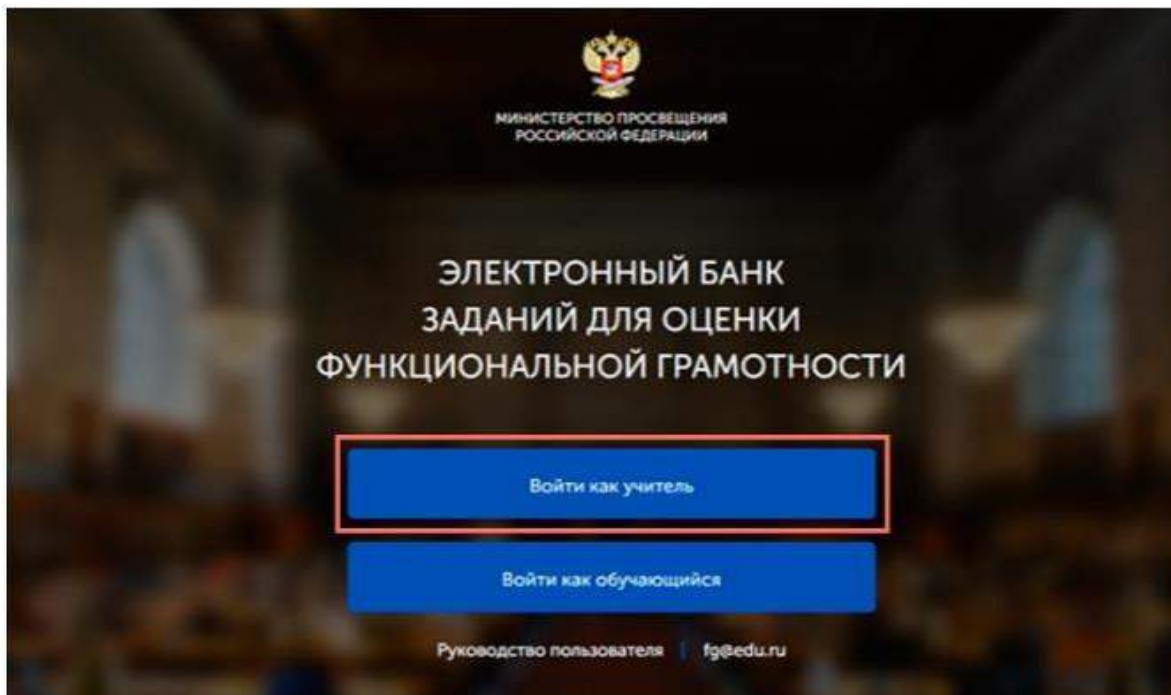 МИНИСТЕРСТВО ПРОСВЕЩЕНИЯ
РОССИЙСКОЙ ФЕДЕРАЦИИ
ЭЛЕКТРОННЫЙ БАНК
ЗАДАНИЙ ДЛЯ ОЦЕНКИ
ФУНКЦИОНАЛЬНОЙ ГРАМОТНОСТИ
Войти как учитель
Войти как обучающийся
Руководство пользователя | fg@edu.ru